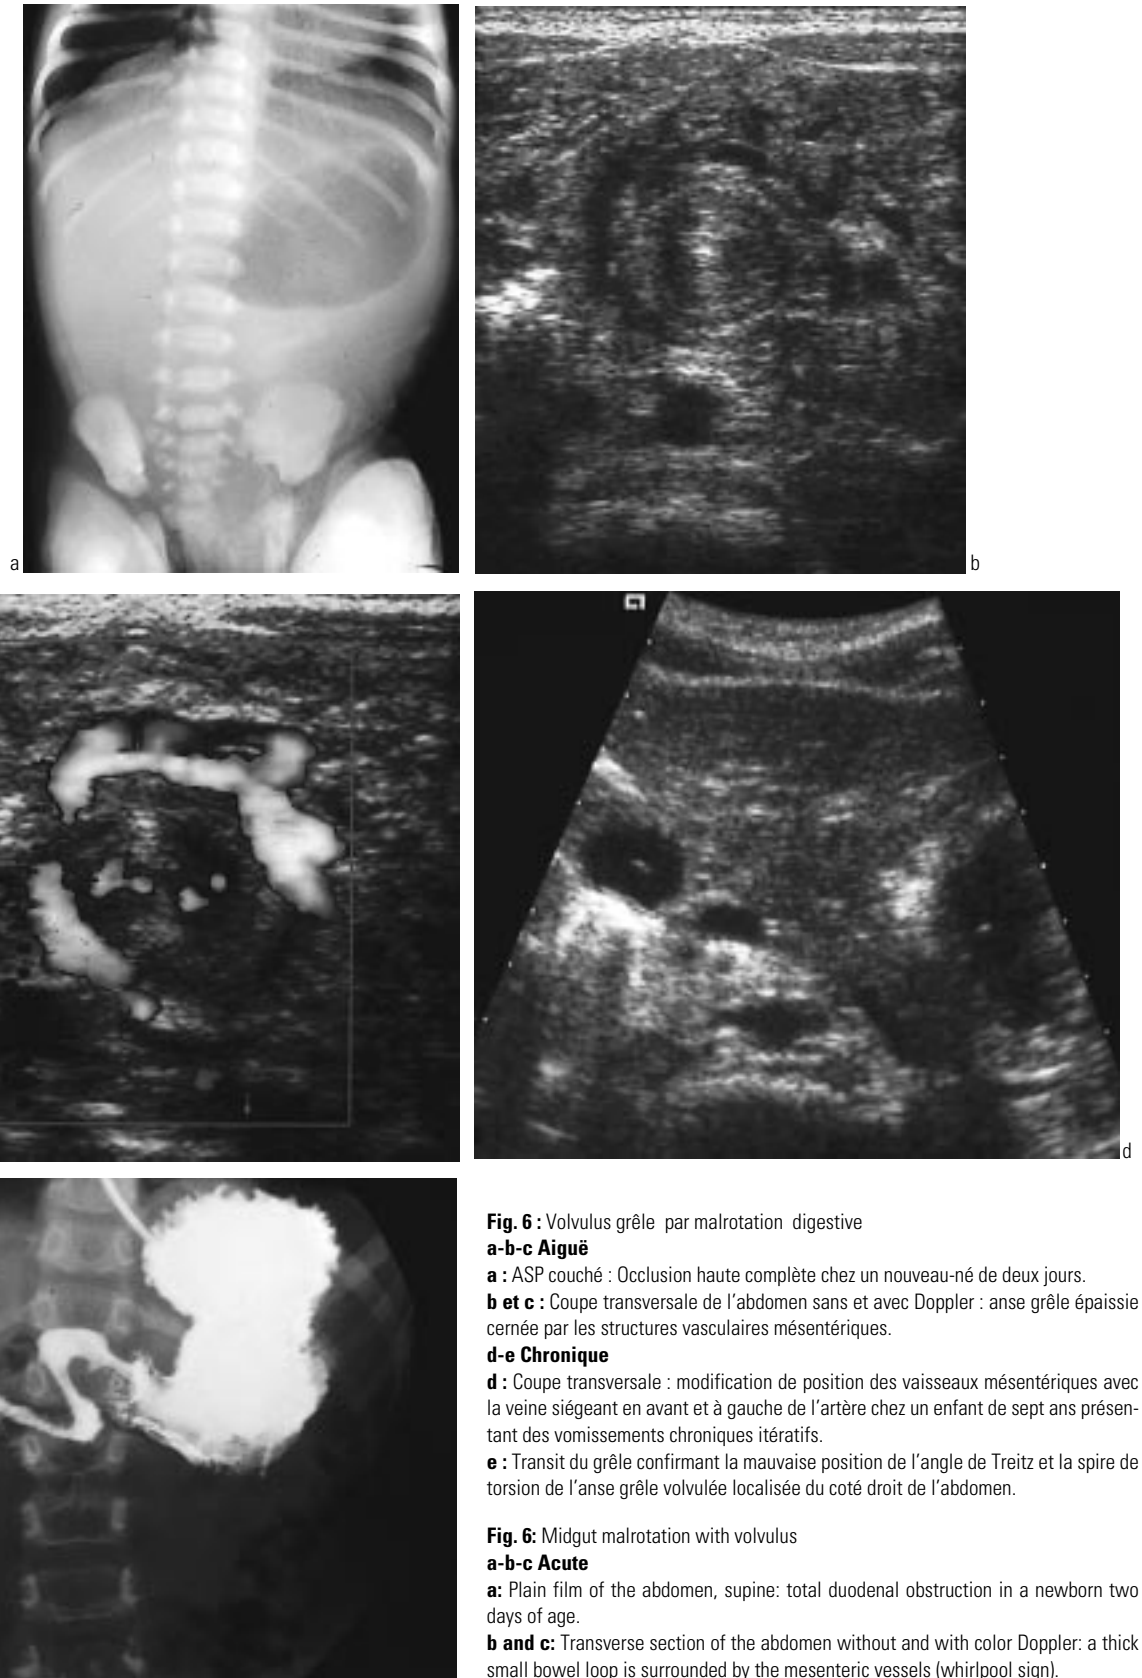 a
b
d
Fig. 6 : Volvulus grêle par malrotation digestive
a-b-c Aiguë
a : ASP couché : Occlusion haute complète chez un nouveau-né de deux jours.
b et c : Coupe transversale de l'abdomen sans et avec Doppler : anse grêle épaissie
cernée par les structures vasculaires mésentériques.
d-e Chronique
d : Coupe transversale : modification de position des vaisseaux mésentériques avec
la veine siégeant en avant et à gauche de l'artère chez un enfant de sept ans présen-
tant des vomissements chroniques itératifs.
e : Transit du grêle confirmant la mauvaise position de l'angle de Treitz et la spire de
torsion de l'anse grêle volvulée localisée du coté droit de l'abdomen.
Fig. 6: Midgut malrotation with volvulus
a-b-c Acute
a: Plain film of the abdomen, supine: total duodenal obstruction in a newborn two
days of age.
b and c: Transverse section of the abdomen without and with color Doppler: a thick
small bowel loop is surrounded by the mesenteric vessels (whirlpool sign).